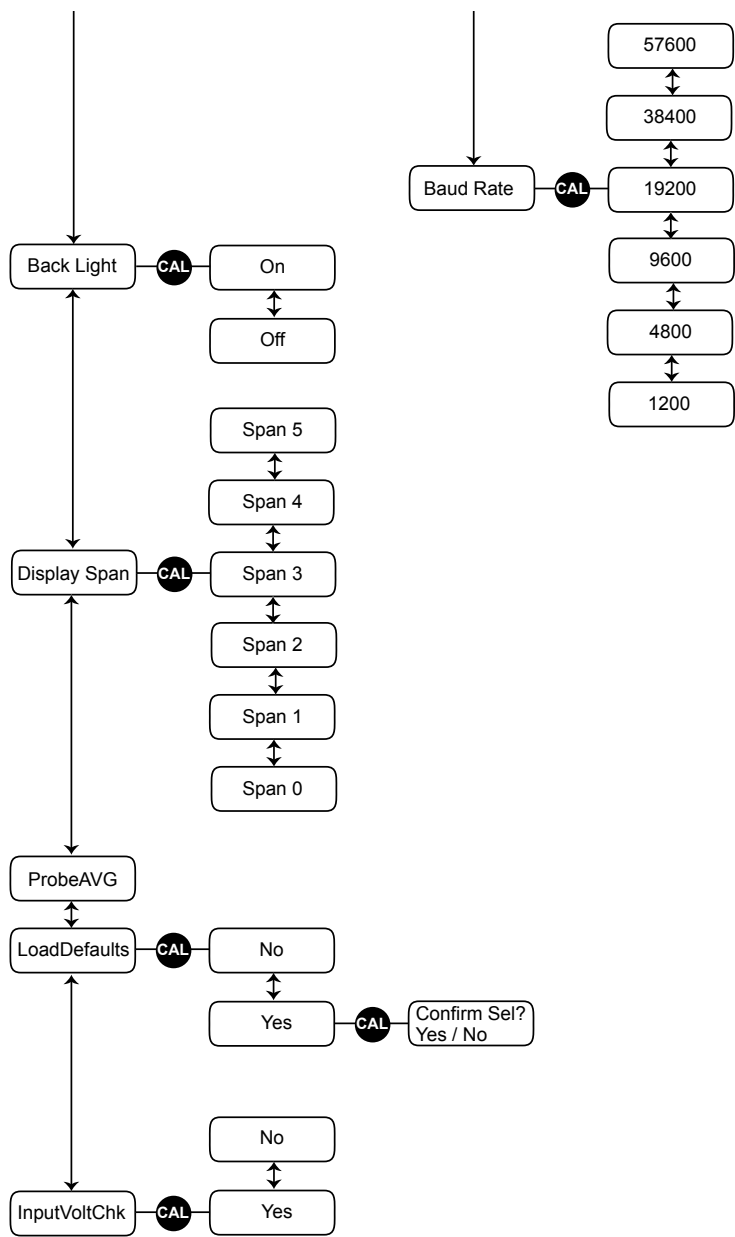 57600
38400
Baud Rate
CAL
19200
9600
4800
1200
Back Light
CAL
On
Off
Span 5
Span 4
Display Span
CAL
Span 3
Span 2
Span 1
Span 0
ProbeAVG
LoadDefaults
CAL
No
Yes
CAL
Confirm Sel?
Yes / No
No
InputVoltChk
CAL
Yes